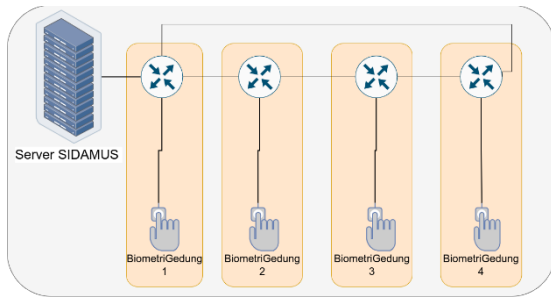 Server SIDAMUS
BiometriGedung
1
BiometriGedung
2
BiometriGedung
3
BiometriGedung
4